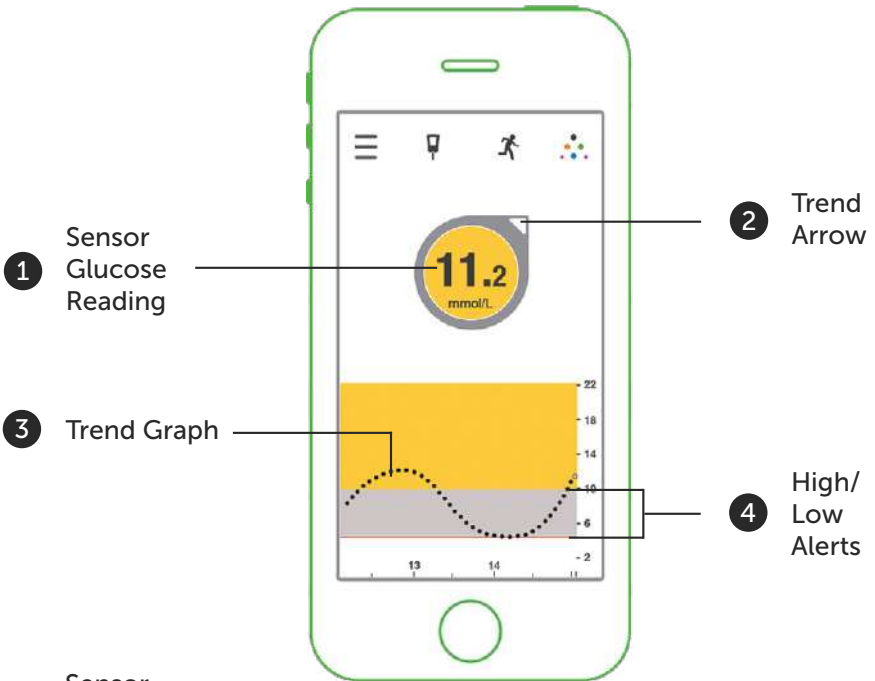 1
Sensor
Glucose
Reading
2
Trend
Arrow
11.2
mmol/L
3
Trend Graph
22
18
14
10
6
2
13
14
4
High/
Low
Alerts
Sensor